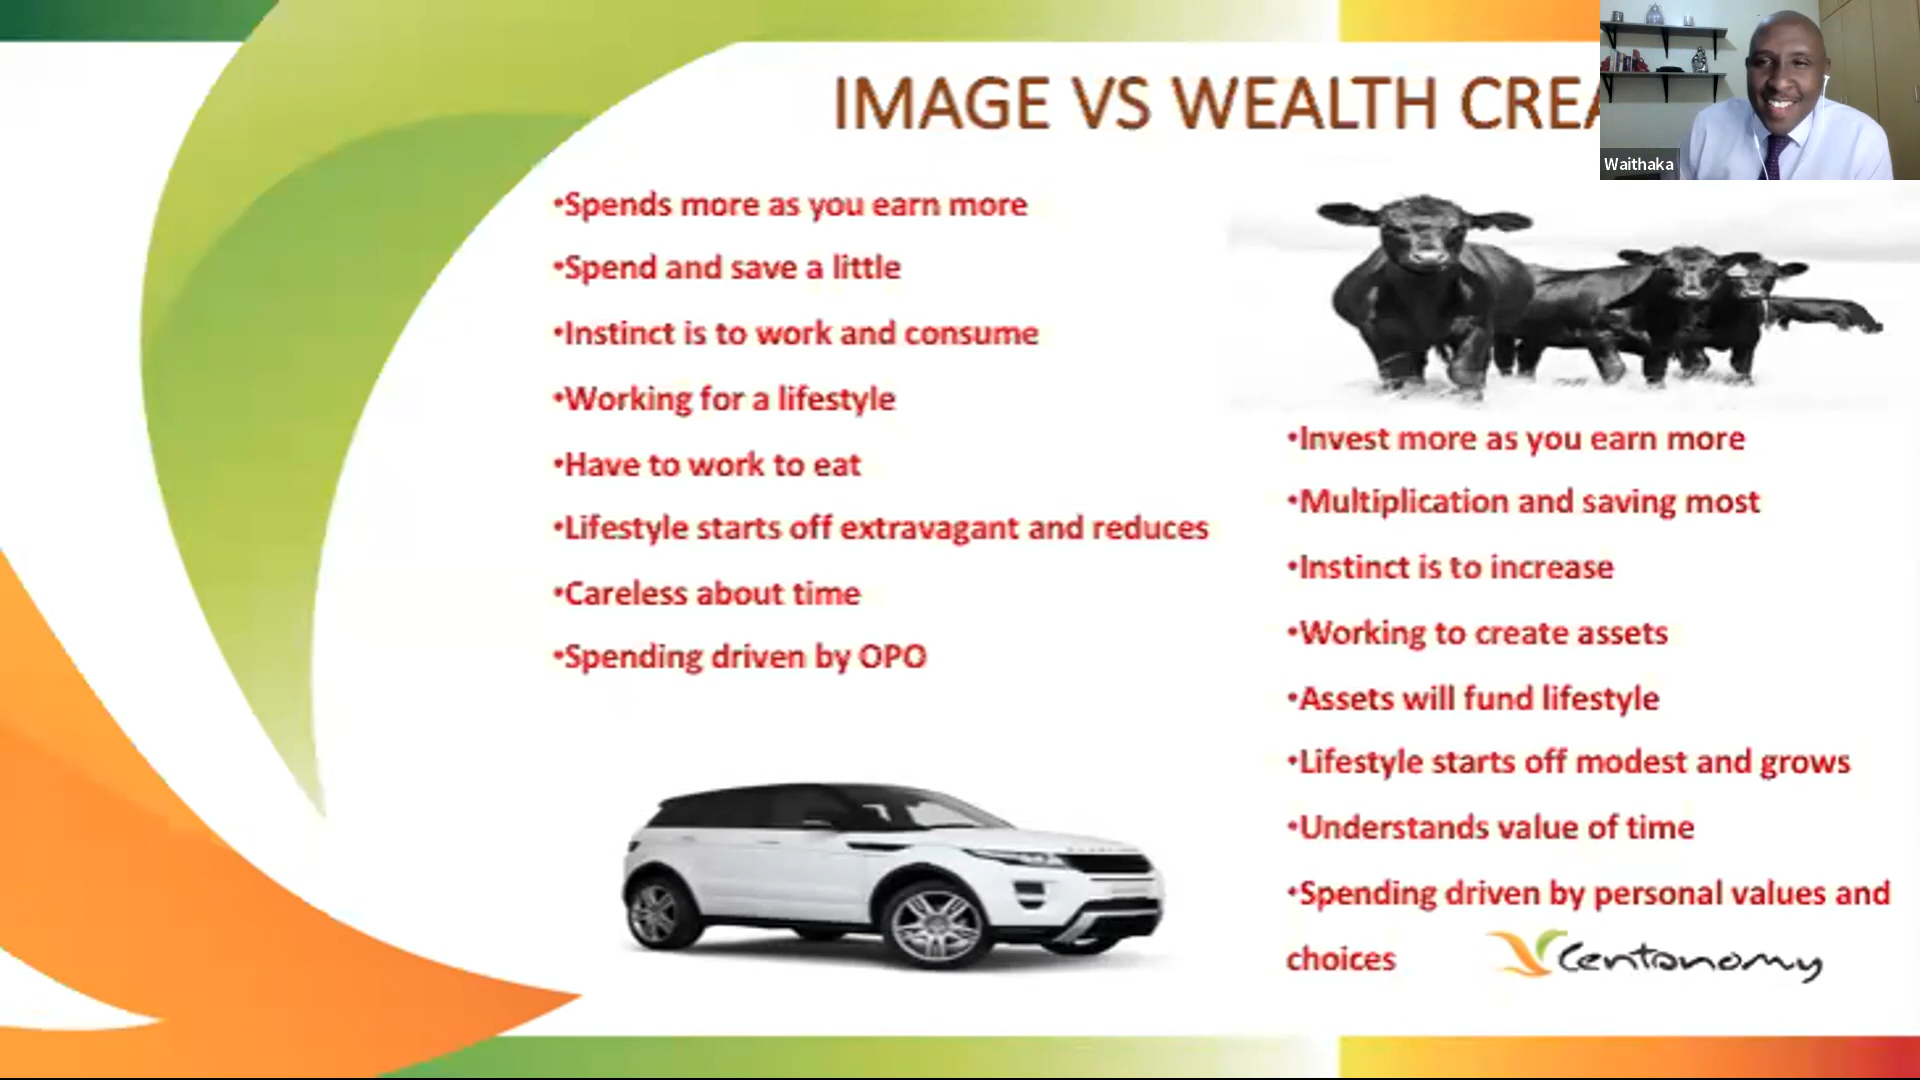 IMAGE VS WEALTH CREA
Waithaka
•Spends more as you earn more
•Spend and save a little
•Instinct is to work and consume
•Working for a lifestyle
•Have to work to eat
•Lifestyle starts off extravagant and reduces
•Careless about time
•Spending driven by OPO
•Invest more as you earn more
•Multiplication and saving most
•Instinct is to increase
•Working to create assets
•Assets will fund lifestyle
•Lifestyle starts off modest and grows
•Understands value of time
•Spending driven by personal values and
choices
Centonomy